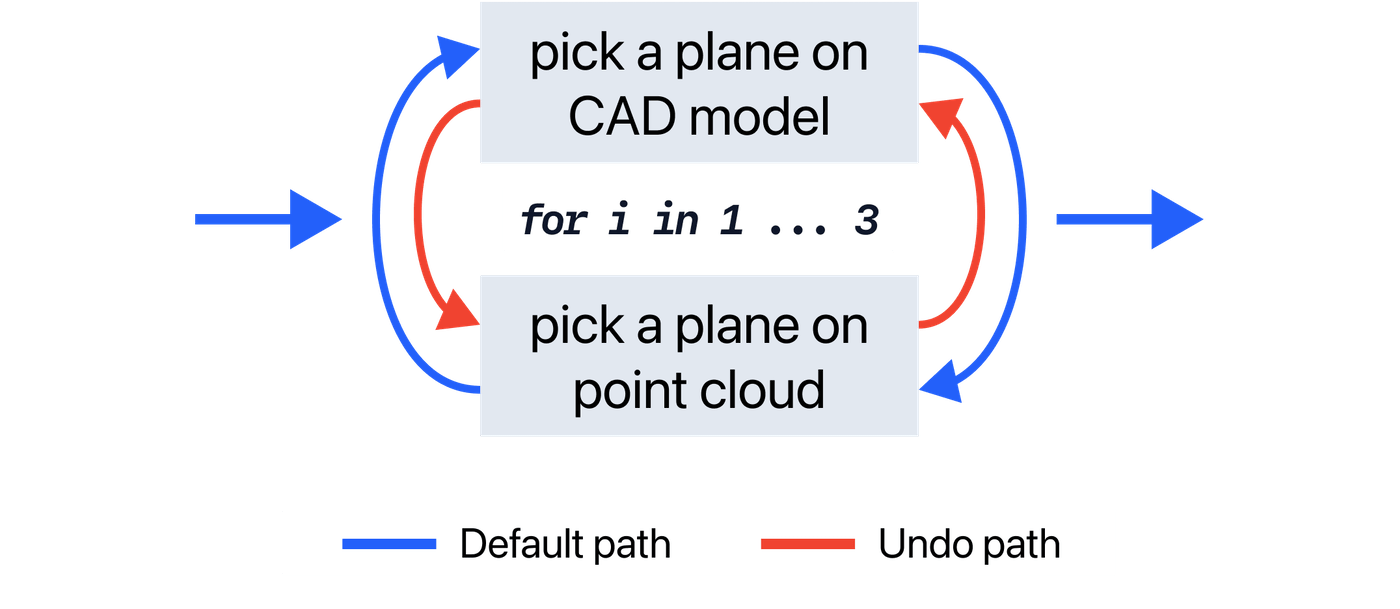 pick a plane on
CAD model
for i in 1 ... 3
pick a plane on
point cloud
Default path
Undo path